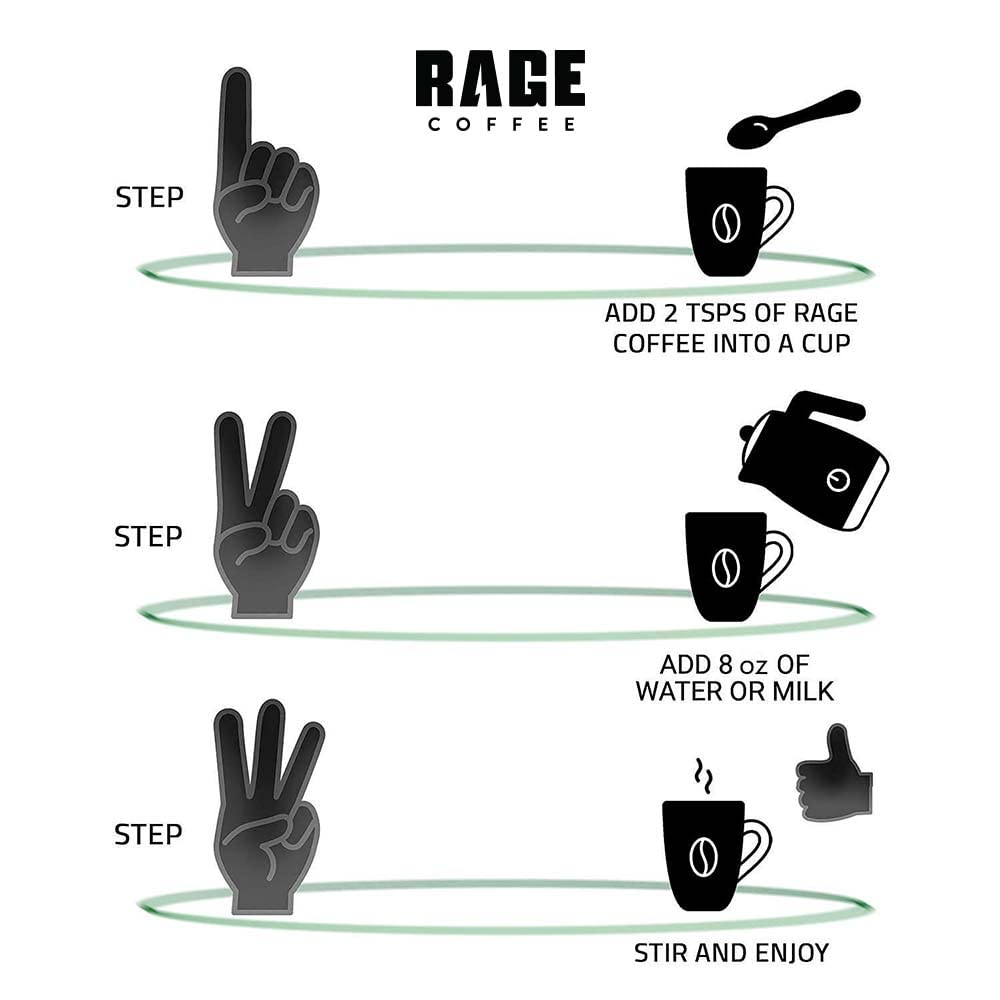 RAGE
COFFEE
STEP
ADD 2 TSPS OF RAGE
COFFEE INTO A CUP
STEP
ADD 8 oz OF
WATER OR MILK
STEP
STIR AND ENJOY